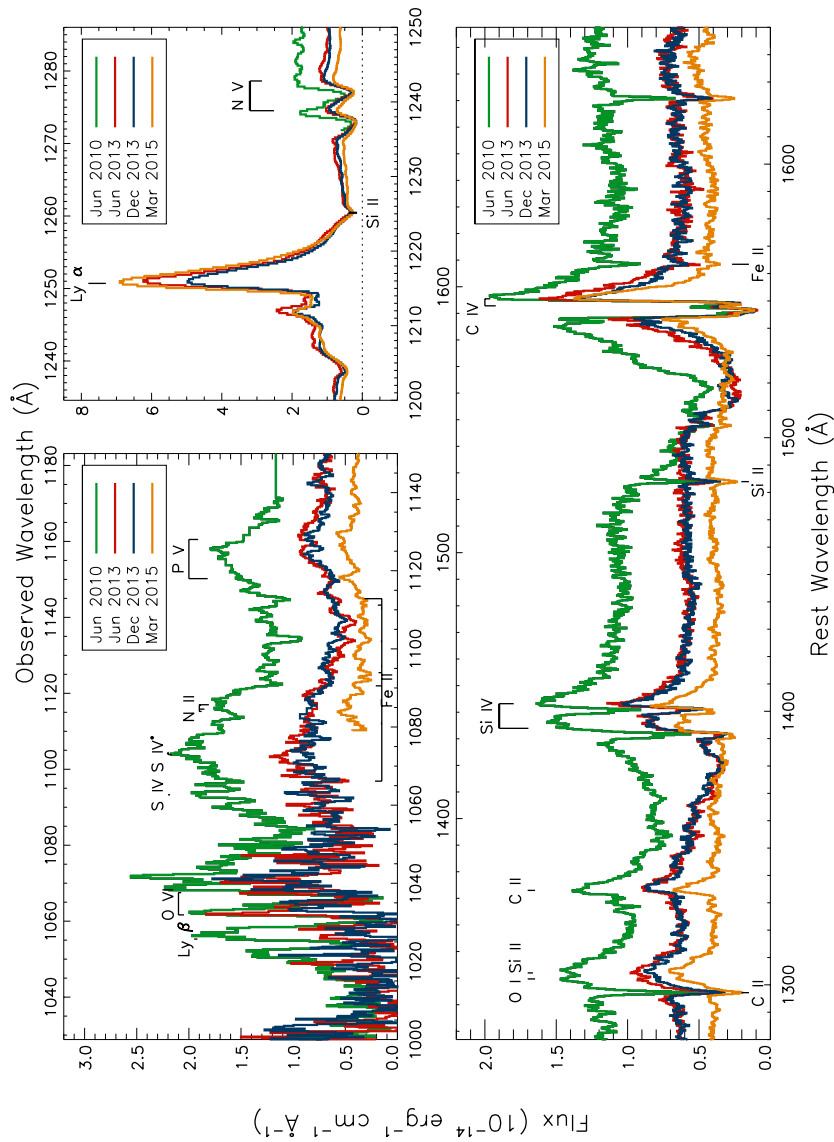 Observed Wavelength (Å)
1040 1060 1080 1100 1120 1140 1160 1180
3.0
2.5
2.0
1.5
1.0
0.5
0.0
Ly β
O VI
S IV S IV*
N II
P V
Fe II
Jun 2010
Jun 2013
Dec 2013
Mar 2015
1000 1020 1040 1060 1080 1100 1120 1140
1240 1250 1260 1270 1280
8
6
4
2
0
Ly α
Si II
N V
Jun 2010
Jun 2013
Dec 2013
Mar 2015
1200 1210 1220 1230 1240 1250
1400 1500 1600
2.0
1.5
1.0
0.5
0.0
O I Si II
C II
Si IV
C IV
C II
Si II
Fe II
Jun 2010
Jun 2013
Dec 2013
Mar 2015
1300 1400 1500 1600
Rest Wavelength (Å)
Flux (10⁻¹⁴ erg⁻¹ cm⁻¹ Å⁻¹)